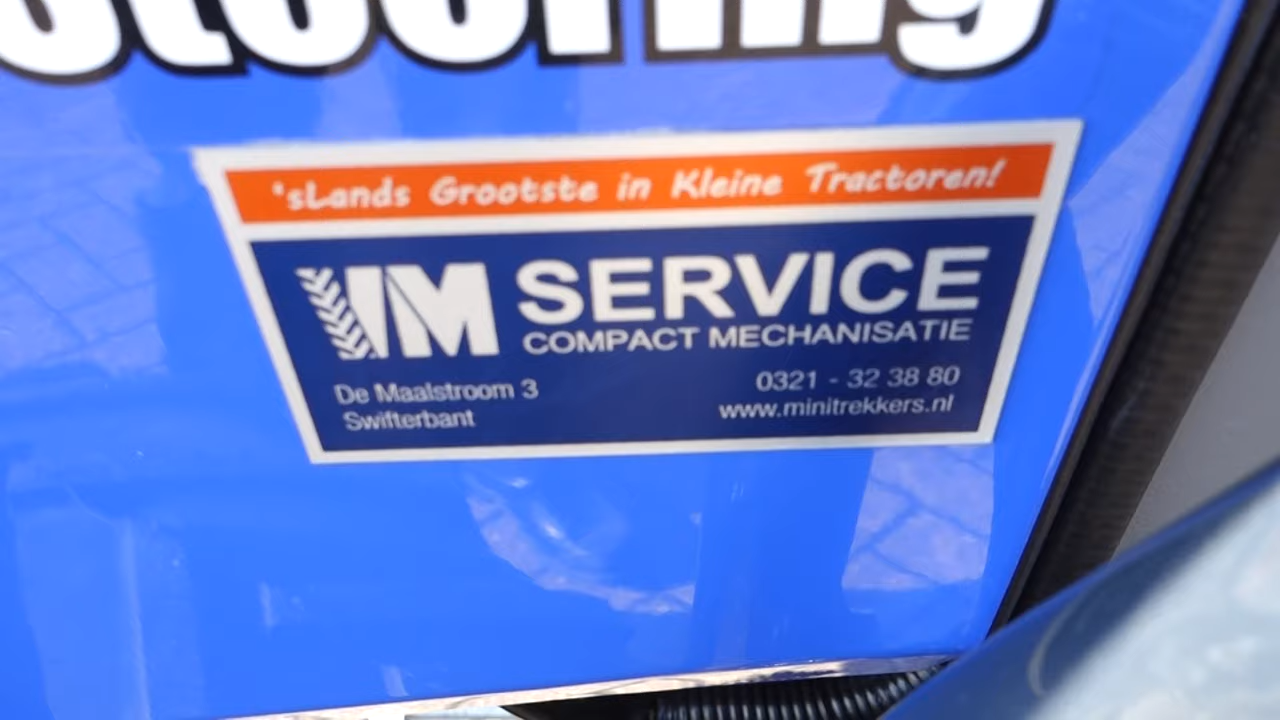 'sLands Grootste in Kleine Tractoren!
VM SERVICE
COMPACT MECHANISATIE
De Maalstroom 3
Swifterbant
0321 - 32 38 80
www.minitrekkers.nl